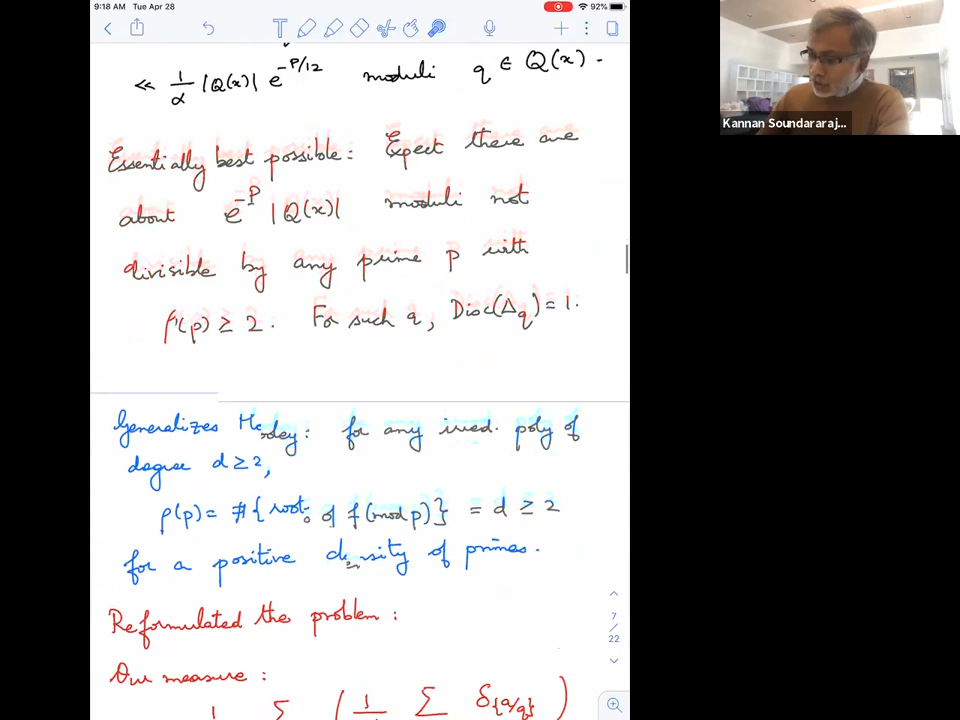 9:18 AM Tue Apr 28
92%
≪ 1/α |Q(x)| e^{-P/12} moduli q ∈ Q(x).
Essentially best possible: Expect there are
about e^{-P} |Q(x)| moduli not
divisible by any prime p with
ρ(p) ≥ 2. For such q, Disc(Δ_q) = 1.
Generalizes Hooley: for any irred. poly of
degree d ≥ 2,
ρ(p) = #{roots of f (mod p)} = d ≥ 2
for a positive density of primes.
Reformulated the problem:
Our measure:
1 Σ ( 1 Σ δ_{{a/q}} )
7
/
22
Kannan Soundararaj...